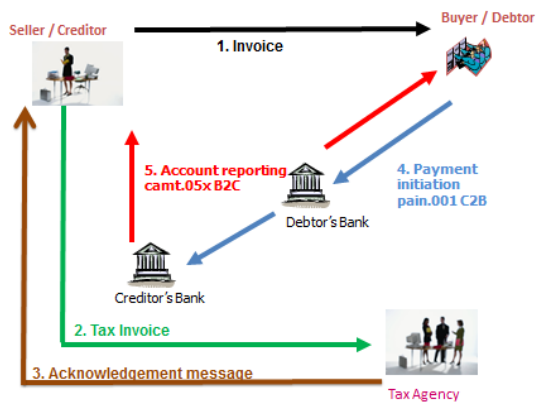 Seller / Creditor
Buyer / Debtor
1. Invoice
5. Account reporting
camt.05x B2C
4. Payment
initiation
pain.001 C2B
Debtor's Bank
Creditor's Bank
2. Tax Invoice
3. Acknowledgement message
Tax Agency